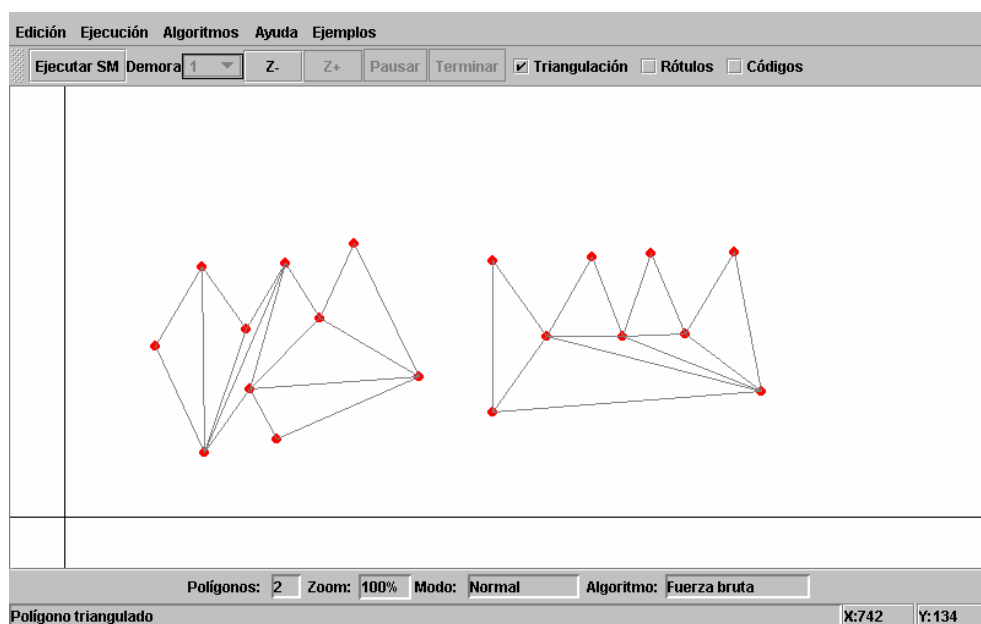 Edición Ejecución Algoritmos Ayuda Ejemplos
Ejecutar SM Demora 1 Z- Z+ Pausar Terminar Triangulación Rótulos Códigos
Polígonos: 2 Zoom: 100% Modo: Normal Algoritmo: Fuerza bruta
Polígono triangulado X:742 Y:134